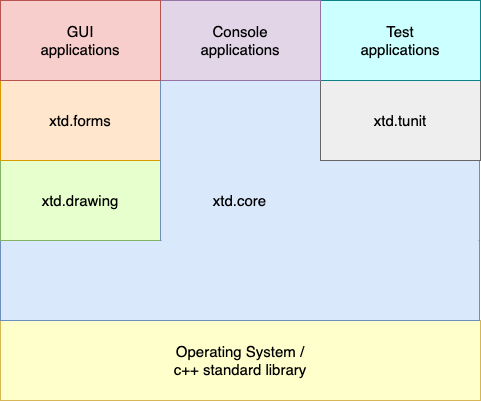 GUI
applications
Console
applications
Test
applications
xtd.forms
xtd.tunit
xtd.drawing
xtd.core
Operating System /
c++ standard library